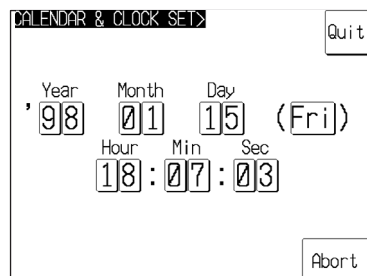 CALENDAR & CLOCK SET>
Quit
Year Month Day
'98 01 15 (Fri)
Hour Min Sec
18:07:03
Abort